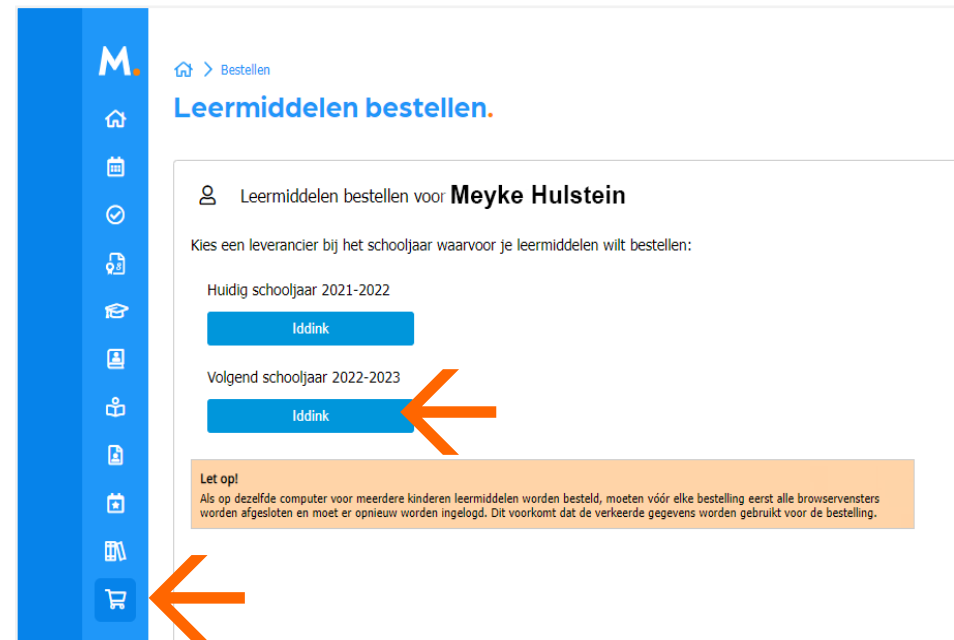 M.
Bestellen
Leermiddelen bestellen.
Leermiddelen bestellen voor Meyke Hulstein
Kies een leverancier bij het schooljaar waarvoor je leermiddelen wilt bestellen:
Huidig schooljaar 2021-2022
Iddink
Volgend schooljaar 2022-2023
Iddink
Let op!
Als op dezelfde computer voor meerdere kinderen leermiddelen worden besteld, moeten vóór elke bestelling eerst alle browservensters
worden afgesloten en moet er opnieuw worden ingelogd. Dit voorkomt dat de verkeerde gegevens worden gebruikt voor de bestelling.